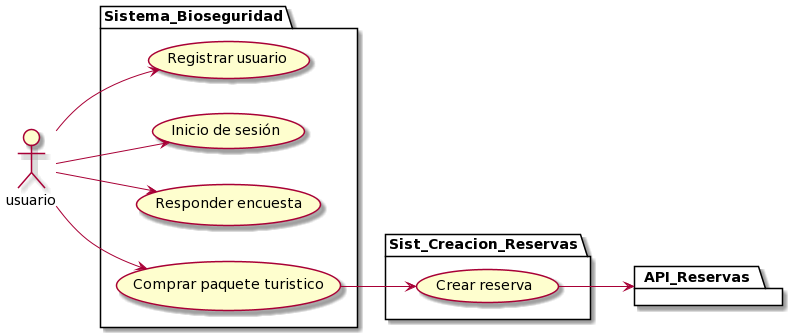 Sistema_Bioseguridad
Registrar usuario
Inicio de sesión
usuario
Responder encuesta
Comprar paquete turistico
Sist_Creacion_Reservas
Crear reserva
API_Reservas